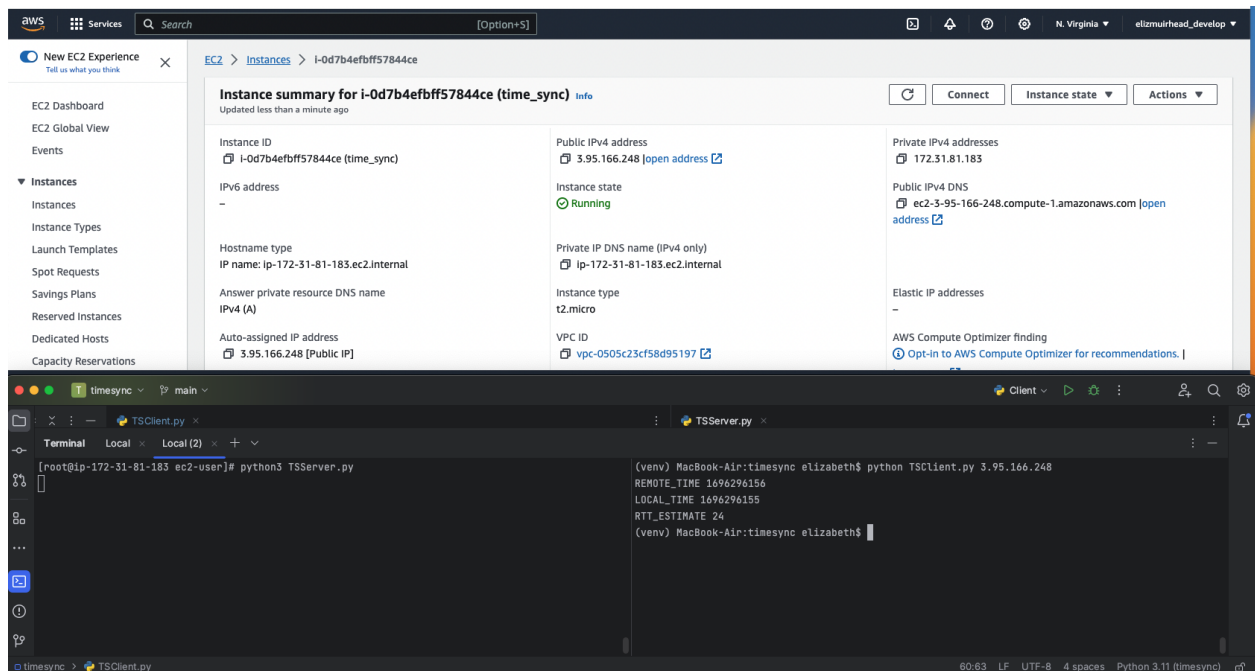 aws Services Search [Option+S] N. Virginia ▼ elizmuirhead_develop ▼
New EC2 Experience
Tell us what you think
EC2 Dashboard
EC2 Global View
Events
▼ Instances
Instances
Instance Types
Launch Templates
Spot Requests
Savings Plans
Reserved Instances
Dedicated Hosts
Capacity Reservations
EC2 > Instances > i-0d7b4efbff57844ce
Instance summary for i-0d7b4efbff57844ce (time_sync) Info
Updated less than a minute ago
Connect Instance state ▼ Actions ▼
Instance ID
i-0d7b4efbff57844ce (time_sync)
Public IPv4 address
3.95.166.248 |open address
Private IPv4 addresses
172.31.81.183
IPv6 address
–
Instance state
Running
Public IPv4 DNS
ec2-3-95-166-248.compute-1.amazonaws.com |open
address
Hostname type
IP name: ip-172-31-81-183.ec2.internal
Private IP DNS name (IPv4 only)
ip-172-31-81-183.ec2.internal
Answer private resource DNS name
IPv4 (A)
Instance type
t2.micro
Elastic IP addresses
–
Auto-assigned IP address
3.95.166.248 [Public IP]
VPC ID
vpc-0505c23cf58d95197
AWS Compute Optimizer finding
Opt-in to AWS Compute Optimizer for recommendations. |
T timesync main Client
TSClient.py TSServer.py
Terminal Local Local (2)
[root@ip-172-31-81-183 ec2-user]# python3 TSServer.py
(venv) MacBook-Air:timesync elizabeth$ python TSClient.py 3.95.166.248
REMOTE_TIME 1696296156
LOCAL_TIME 1696296155
RTT_ESTIMATE 24
(venv) MacBook-Air:timesync elizabeth$
timesync > TSClient.py 60:63 LF UTF-8 4 spaces Python 3.11 (timesync)